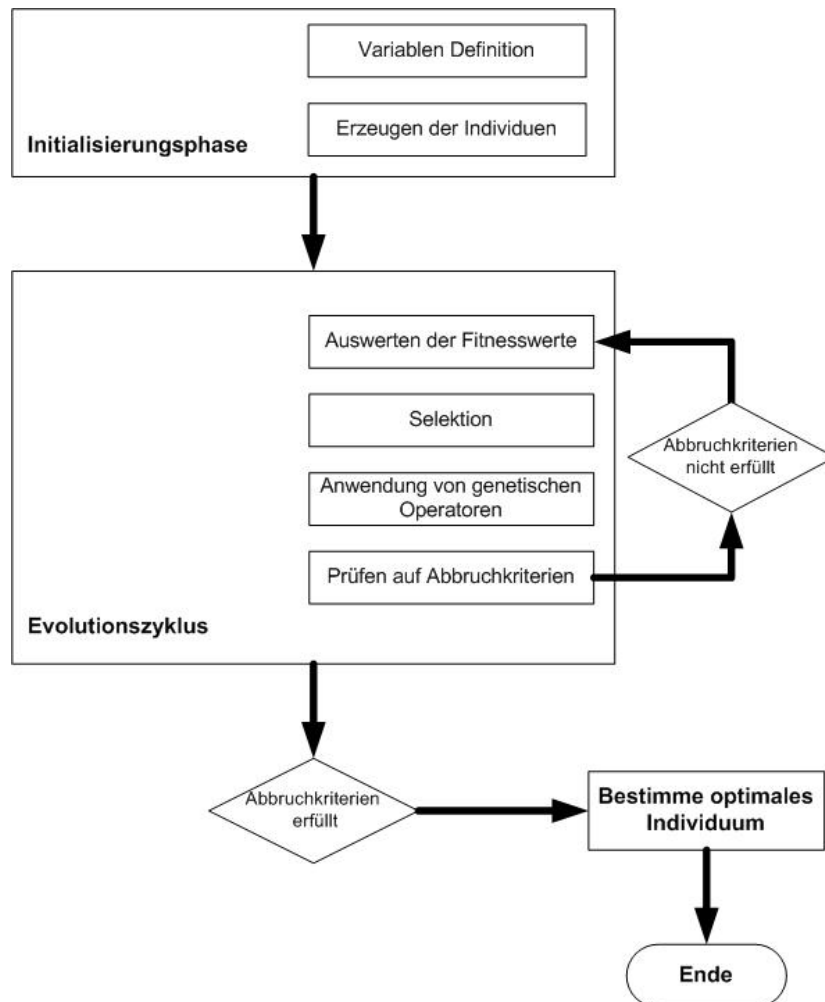 Variablen Definition
Erzeugen der Individuen
Initialisierungsphase
Auswerten der Fitnesswerte
Selektion
Anwendung von genetischen
Operatoren
Prüfen auf Abbruchkriterien
Evolutionszyklus
Abbruchkriterien
nicht erfüllt
Abbruchkriterien
erfüllt
Bestimme optimales
Individuum
Ende